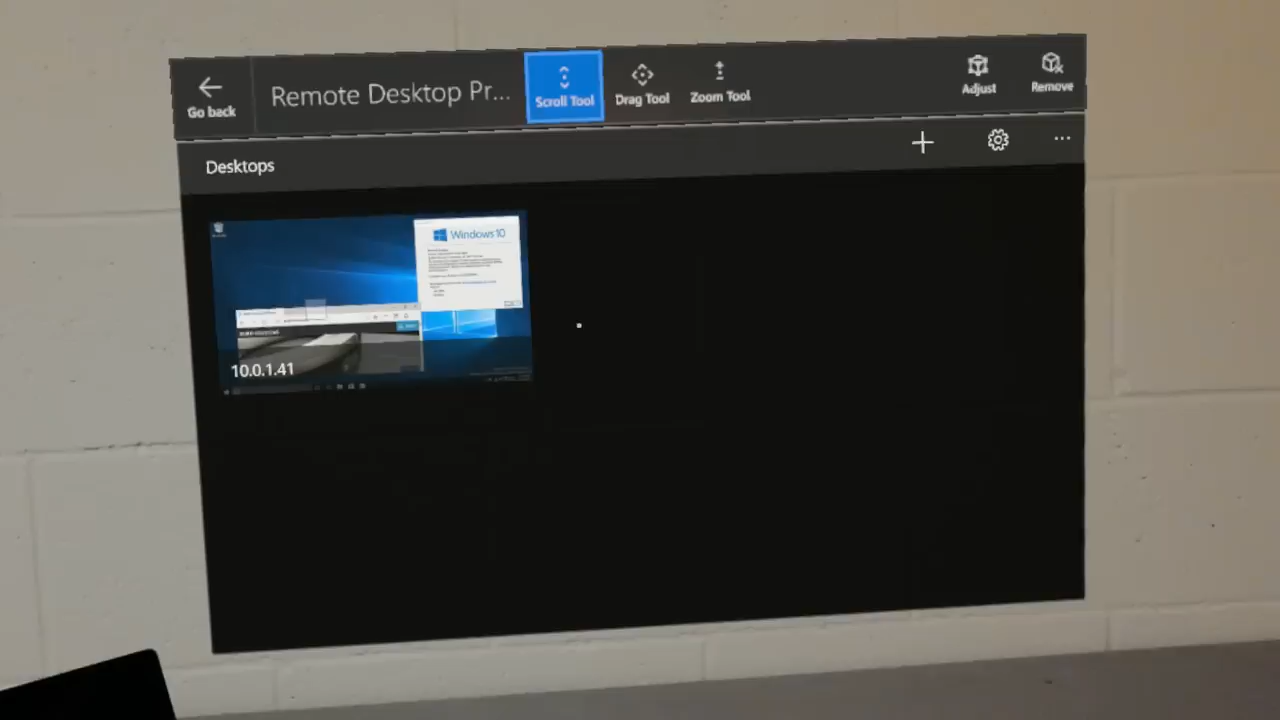 Go back
Remote Desktop Pr...
Scroll Tool
Drag Tool
Zoom Tool
Adjust
Remove
Desktops
Windows 10
10.0.1.41